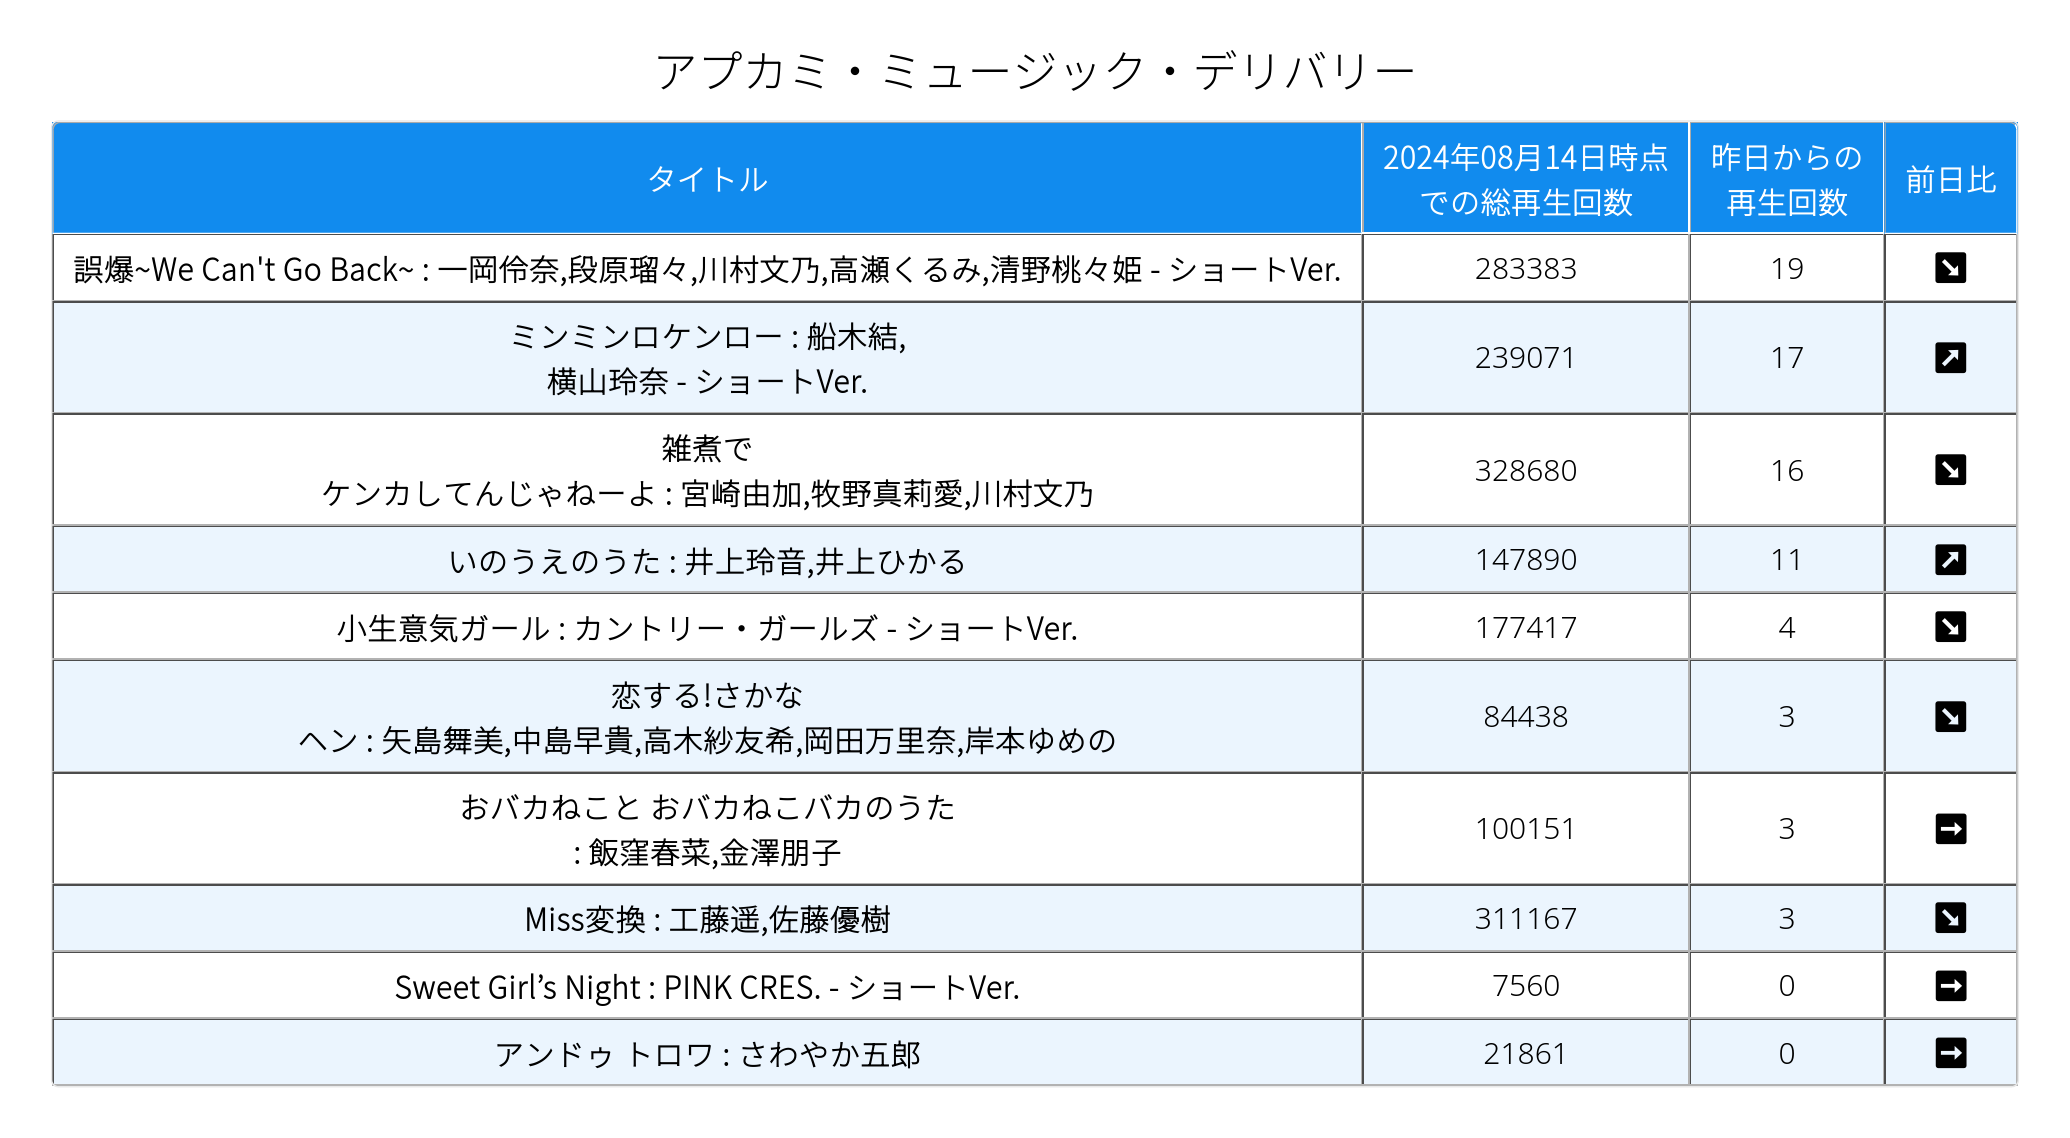 アプカミ・ミュージック・デリバリー
タイトル
2024年08月14日時点
での総再生回数
昨日からの
再生回数
前日比
誤爆~We Can't Go Back~ : 一岡伶奈,段原瑠々,川村文乃,高瀬くるみ,清野桃々姫 - ショートVer.
283383
19
ミンミンロケンロー : 船木結,
横山玲奈 - ショートVer.
239071
17
雑煮で
ケンカしてんじゃねーよ : 宮崎由加,牧野真莉愛,川村文乃
328680
16
いのうえのうた : 井上玲音,井上ひかる
147890
11
小生意気ガール : カントリー・ガールズ - ショートVer.
177417
4
恋する!さかな
ヘン : 矢島舞美,中島早貴,高木紗友希,岡田万里奈,岸本ゆめの
84438
3
おバカねこと おバカねこバカのうた
: 飯窪春菜,金澤朋子
100151
3
Miss変換 : 工藤遥,佐藤優樹
311167
3
Sweet Girl’s Night : PINK CRES. - ショートVer.
7560
0
アンドゥ トロワ : さわやか五郎
21861
0